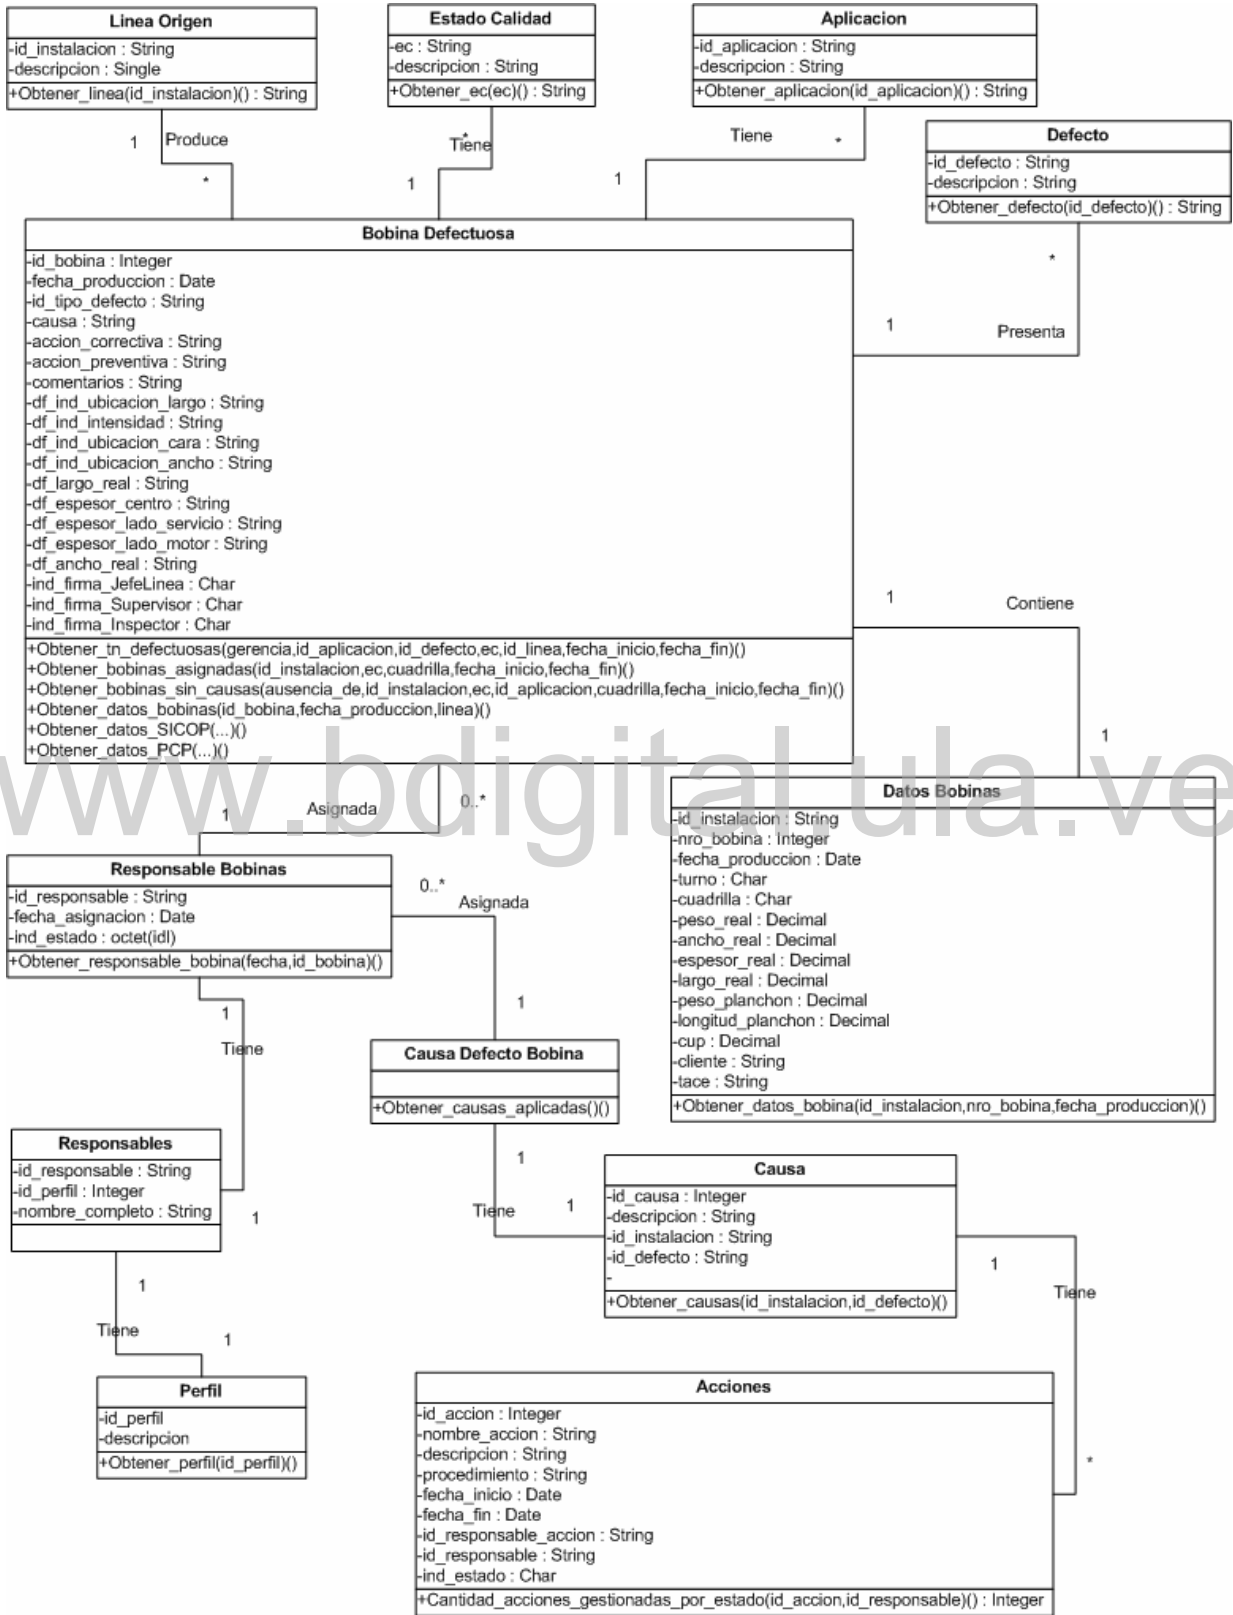 Linea Origen
-id_instalacion : String
-descripcion : Single
+Obtener_linea(id_instalacion)() : String
Estado Calidad
-ec : String
-descripcion : String
+Obtener_ec(ec)() : String
Aplicacion
-id_aplicacion : String
-descripcion : String
+Obtener_aplicacion(id_aplicacion)() : String
1
Produce
*
*
Tiene
1
Tiene
*
1
Defecto
-id_defecto : String
-descripcion : String
+Obtener_defecto(id_defecto)() : String
*
1
Presenta
Bobina Defectuosa
-id_bobina : Integer
-fecha_produccion : Date
-id_tipo_defecto : String
-causa : String
-accion_correctiva : String
-accion_preventiva : String
-comentarios : String
-df_ind_ubicacion_largo : String
-df_ind_intensidad : String
-df_ind_ubicacion_cara : String
-df_ind_ubicacion_ancho : String
-df_largo_real : String
-df_espesor_centro : String
-df_espesor_lado_servicio : String
-df_espesor_lado_motor : String
-df_ancho_real : String
-ind_firma_JefeLinea : Char
-ind_firma_Supervisor : Char
-ind_firma_Inspector : Char
+Obtener_tn_defectuosas(gerencia,id_aplicacion,id_defecto,ec,id_linea,fecha_inicio,fecha_fin)()
+Obtener_bobinas_asignadas(id_instalacion,ec,cuadrilla,fecha_inicio,fecha_fin)()
+Obtener_bobinas_sin_causas(ausencia_de,id_instalacion,ec,id_aplicacion,cuadrilla,fecha_inicio,fecha_fin)()
+Obtener_datos_bobinas(id_bobina,fecha_produccion,linea)()
+Obtener_datos_SICOP(...)()
+Obtener_datos_PCP(...)()
1
Contiene
1
www.bdigital.ula.ve
1
Asignada
0..*
Datos Bobinas
-id_instalacion : String
-nro_bobina : Integer
-fecha_produccion : Date
-turno : Char
-cuadrilla : Char
-peso_real : Decimal
-ancho_real : Decimal
-espesor_real : Decimal
-largo_real : Decimal
-peso_planchon : Decimal
-longitud_planchon : Decimal
-cup : Decimal
-cliente : String
-tace : String
+Obtener_datos_bobina(id_instalacion,nro_bobina,fecha_produccion)()
Responsable Bobinas
-id_responsable : String
-fecha_asignacion : Date
-ind_estado : octet(idl)
+Obtener_responsable_bobina(fecha,id_bobina)()
0..*
Asignada
1
1
Tiene
1
Causa Defecto Bobina
+Obtener_causas_aplicadas()()
1
Tiene
1
Responsables
-id_responsable : String
-id_perfil : Integer
-nombre_completo : String
1
Tiene
1
Causa
-id_causa : Integer
-descripcion : String
-id_instalacion : String
-id_defecto : String
-
+Obtener_causas(id_instalacion,id_defecto)()
1
Tiene
*
Perfil
-id_perfil
-descripcion
+Obtener_perfil(id_perfil)()
Acciones
-id_accion : Integer
-nombre_accion : String
-descripcion : String
-procedimiento : String
-fecha_inicio : Date
-fecha_fin : Date
-id_responsable_accion : String
-id_responsable : String
-ind_estado : Char
+Cantidad_acciones_gestionadas_por_estado(id_accion,id_responsable)() : Integer